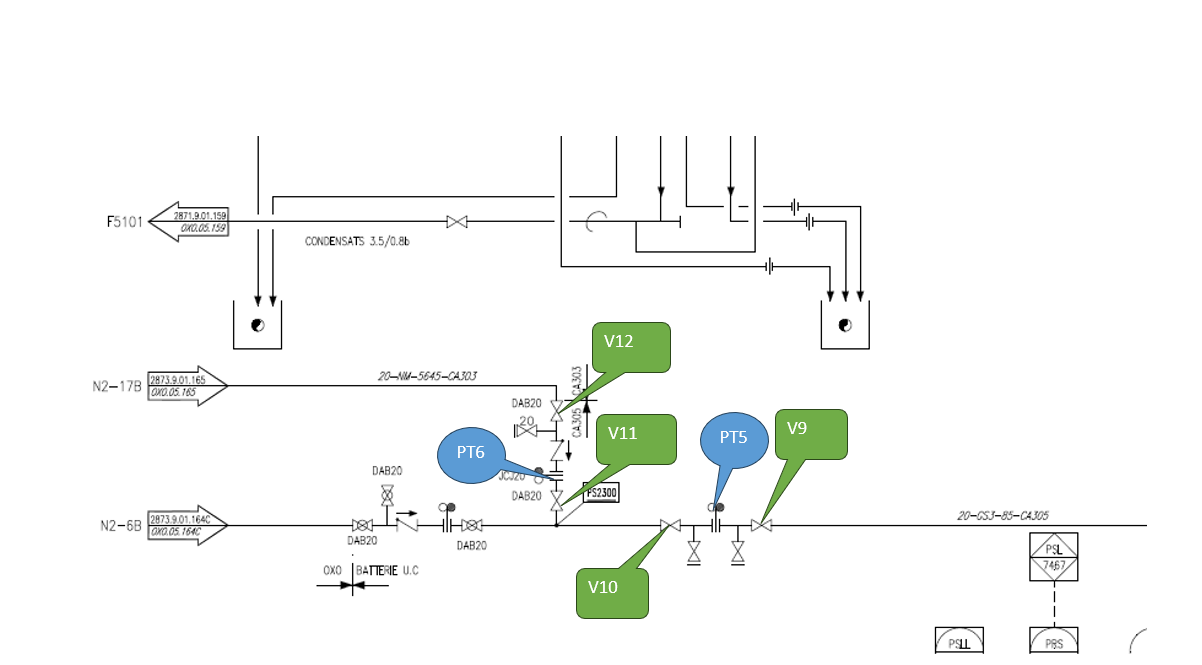 2871.9.01.159
F5101
OXO.05.159
CONDENSATS 3.5/0.8b
V12
N2-17B
2873.9.01.165
OXO.05.165
20-NM-5645-CA303
CA303
DAB20
CA305
20
V11
PT5
V9
PT6
JCJ20
DAB20
DAB20
PS2300
N2-6B
2873.9.01.164C
OXO.05.164C
20-GS3-85-CA305
DAB20
DAB20
OXO
BATTERIE U.C
V10
PSL
7467
PSLL